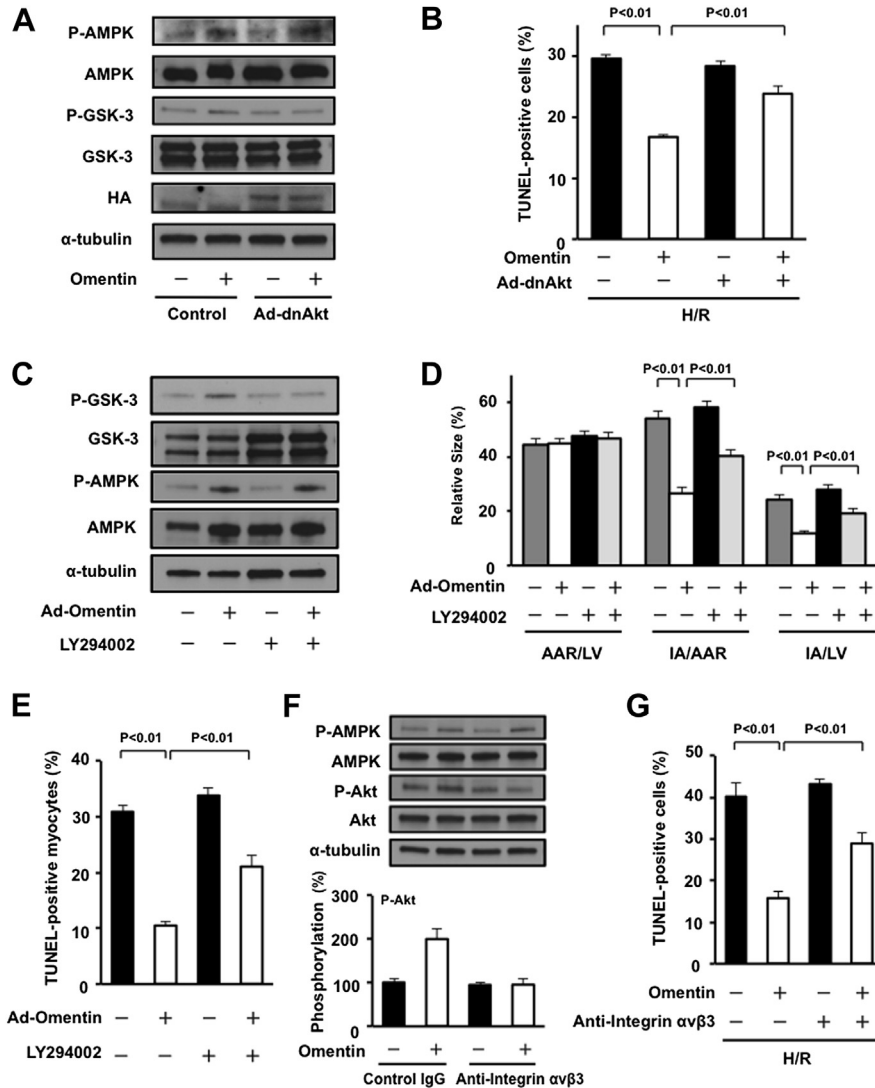 A
P-AMPK
AMPK
P-GSK-3
GSK-3
HA
α-tubulin
Omentin − + − +
Control Ad-dnAkt
B
P<0.01 P<0.01
TUNEL-positive cells (%)
30
20
10
0
Omentin − + − +
Ad-dnAkt − − + +
H/R
C
P-GSK-3
GSK-3
P-AMPK
AMPK
α-tubulin
Ad-Omentin − + − +
LY294002 − − + +
D
P<0.01 P<0.01
P<0.01 P<0.01
Relative Size (%)
60
40
20
0
Ad-Omentin − + − + − + − + − + − +
LY294002 − − + + − − + + − − + +
AAR/LV IA/AAR IA/LV
E
P<0.01 P<0.01
TUNEL-positive myocytes (%)
40
30
20
10
0
Ad-Omentin − + − +
LY294002 − − + +
F
P-AMPK
AMPK
P-Akt
Akt
α-tubulin
Phosphorylation (%)
P-Akt
300
200
100
0
Omentin − + − +
Control IgG Anti-Integrin αvβ3
G
P<0.01 P<0.01
TUNEL-positive cells (%)
50
40
30
20
10
0
Omentin − + − +
Anti-Integrin αvβ3 − − + +
H/R